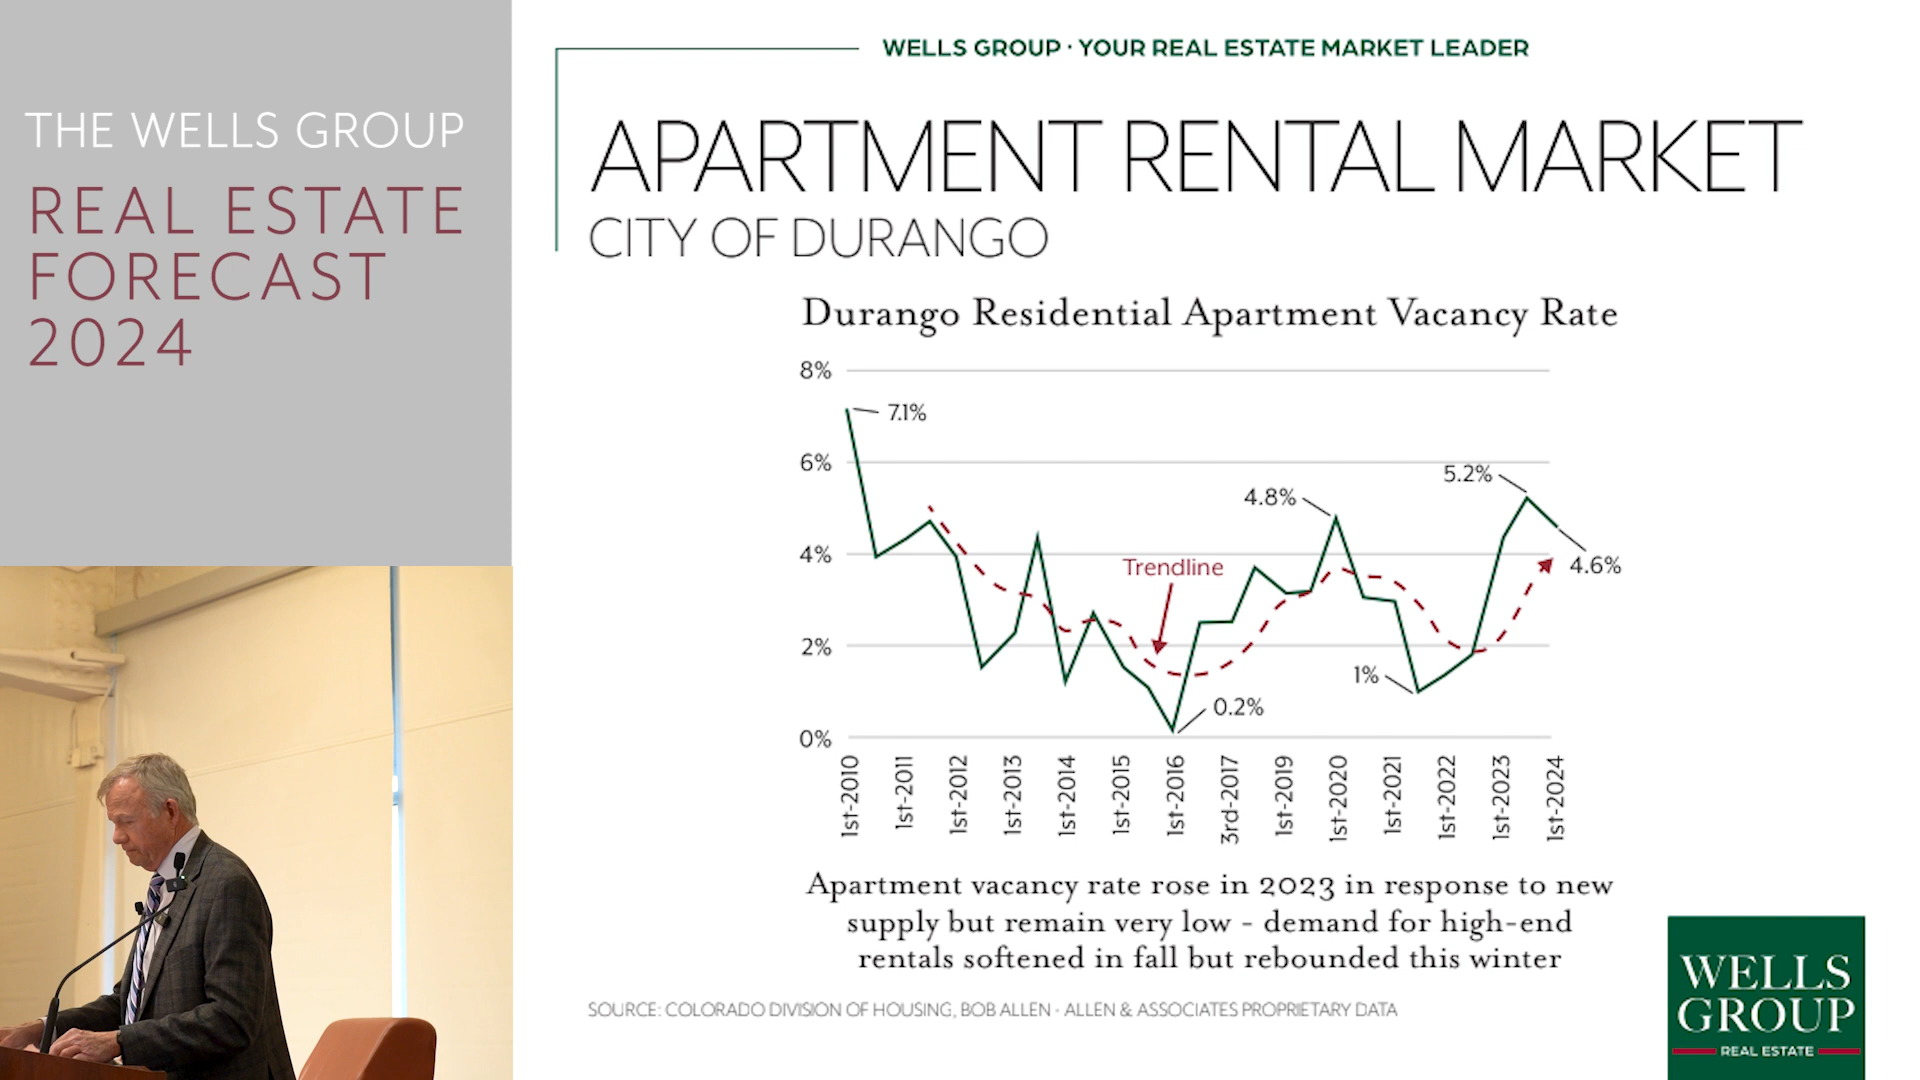 THE WELLS GROUP
REAL ESTATE
FORECAST
2024
WELLS GROUP · YOUR REAL ESTATE MARKET LEADER
APARTMENT RENTAL MARKET
CITY OF DURANGO
Durango Residential Apartment Vacancy Rate
8%
6%
4%
2%
0%
7.1%
4.8%
5.2%
4.6%
Trendline
1%
0.2%
1st-2010
1st-2011
1st-2012
1st-2013
1st-2014
1st-2015
1st-2016
3rd-2017
1st-2019
1st-2020
1st-2021
1st-2022
1st-2023
1st-2024
Apartment vacancy rate rose in 2023 in response to new
supply but remain very low - demand for high-end
rentals softened in fall but rebounded this winter
SOURCE: COLORADO DIVISION OF HOUSING, BOB ALLEN - ALLEN & ASSOCIATES PROPRIETARY DATA
WELLS
GROUP
REAL ESTATE